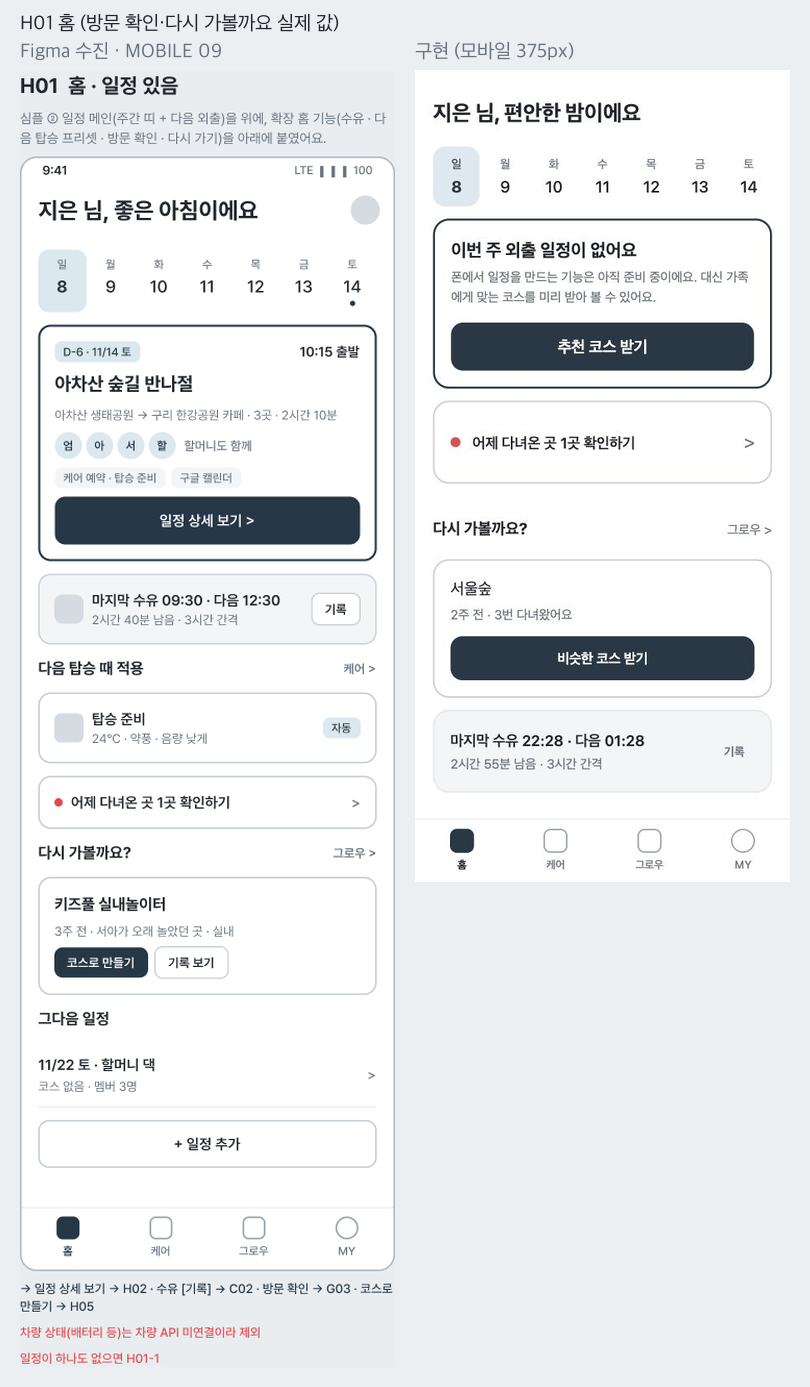 H01 홈 (방문 확인·다시 가볼까요 실제 값)
Figma 수진 · MOBILE 09
H01 홈 · 일정 있음
심플 ② 일정 메인(주간 띠 + 다음 외출)을 위에, 확장 홈 기능(수유 · 다
음 탑승 프리셋 · 방문 확인 · 다시 가기)을 아래에 붙였어요.
9:41
LTE
100
지은 님, 좋은 아침이에요
일 월 화 수 목 금 토
8 9 10 11 12 13 14
D-6 · 11/14 토
10:15 출발
아차산 숲길 반나절
아차산 생태공원 → 구리 한강공원 카페 · 3곳 · 2시간 10분
엄 아 서 할 할머니도 함께
케어 예약 · 탑승 준비
구글 캘린더
일정 상세 보기 >
마지막 수유 09:30 · 다음 12:30
2시간 40분 남음 · 3시간 간격
기록
다음 탑승 때 적용
케어 >
탑승 준비
24°C · 약풍 · 음량 낮게
자동
어제 다녀온 곳 1곳 확인하기
>
다시 가볼까요?
그로우 >
키즈풀 실내놀이터
3주 전 · 서아가 오래 놀았던 곳 · 실내
코스로 만들기
기록 보기
그다음 일정
11/22 토 · 할머니 댁
코스 없음 · 멤버 3명
>
+ 일정 추가
홈 케어 그로우 MY
→ 일정 상세 보기 → H02 · 수유 [기록] → C02 · 방문 확인 → G03 · 코스로
만들기 → H05
차량 상태(배터리 등)는 차량 API 미연결이라 제외
일정이 하나도 없으면 H01-1
구현 (모바일 375px)
지은 님, 편안한 밤이에요
일 월 화 수 목 금 토
8 9 10 11 12 13 14
이번 주 외출 일정이 없어요
폰에서 일정을 만드는 기능은 아직 준비 중이에요. 대신 가족
에게 맞는 코스를 미리 받아 볼 수 있어요.
추천 코스 받기
어제 다녀온 곳 1곳 확인하기
>
다시 가볼까요?
그로우 >
서울숲
2주 전 · 3번 다녀왔어요
비슷한 코스 받기
마지막 수유 22:28 · 다음 01:28
2시간 55분 남음 · 3시간 간격
기록
홈 케어 그로우 MY